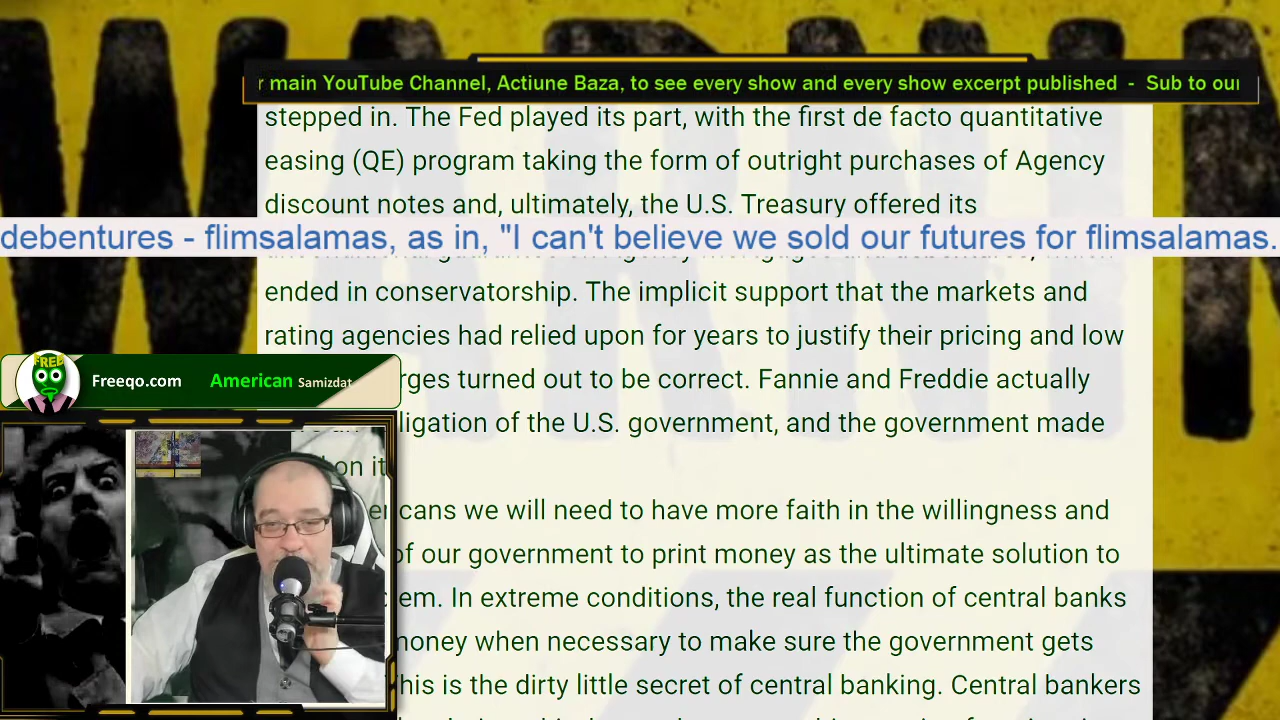 WARNI
r main YouTube Channel, Actiune Baza, to see every show and every show excerpt published - Sub to our
stepped in. The Fed played its part, with the first de facto quantitative
easing (QE) program taking the form of outright purchases of Agency
discount notes and, ultimately, the U.S. Treasury offered its
debentures - flimsalamas, as in, "I can't believe we sold our futures for flimsalamas.
ended in conservatorship. The implicit support that the markets and
rating agencies had relied upon for years to justify their pricing and low
rges turned out to be correct. Fannie and Freddie actually
ligation of the U.S. government, and the government made
on it
cans we will need to have more faith in the willingness and
of our government to print money as the ultimate solution to
em. In extreme conditions, the real function of central banks
money when necessary to make sure the government gets
This is the dirty little secret of central banking. Central bankers
FREE
Freeqo.com American Samizdat